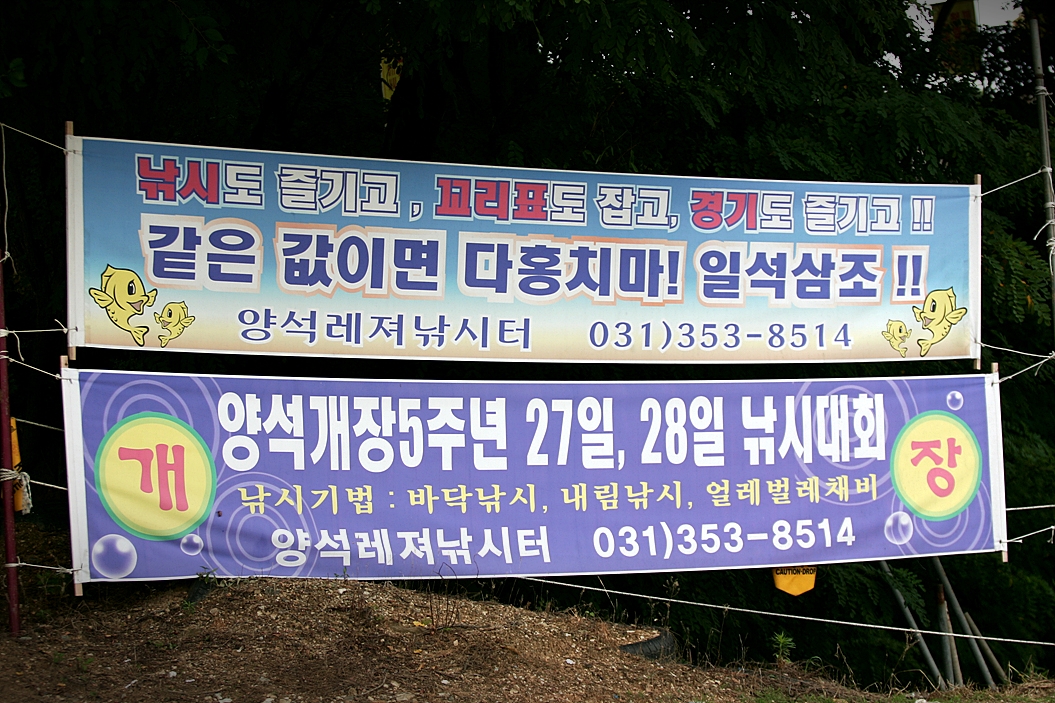 낚시도 즐기고, 꼬리표도 잡고, 경기도 즐기고 !!
같은 값이면 다홍치마! 일석삼조 !!
양석레져낚시터 031)353-8514
개 양석개장5주년 27일, 28일 낚시대회 장
낚시기법 : 바닥낚시, 내림낚시, 얼레벌레채비
양석레져낚시터 031)353-8514
CAUTION-DROP